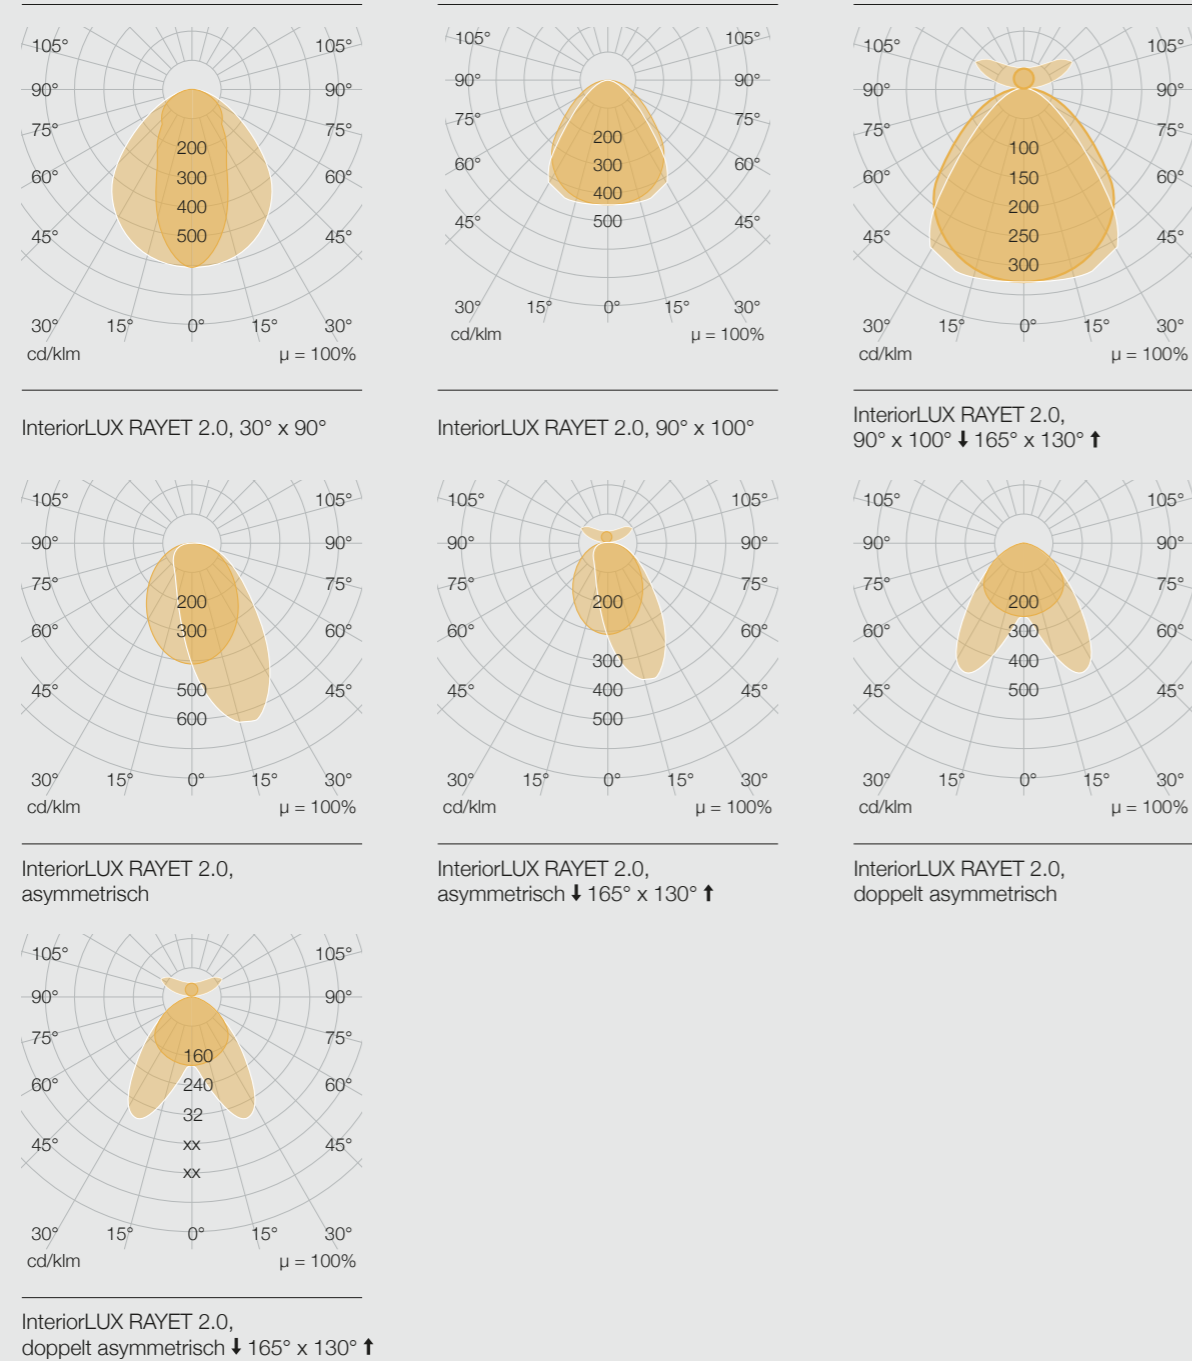 105° 105°
90° 90°
75° 75°
200
60° 300 60°
400
45° 500 45°
30° 15° 0° 15° 30°
cd/klm µ = 100%
InteriorLUX RAYET 2.0, 30° x 90°
105° 105°
90° 90°
75° 75°
200
60° 300 60°
400
45° 500 45°
30° 15° 0° 15° 30°
cd/klm µ = 100%
InteriorLUX RAYET 2.0, 90° x 100°
105° 105°
90° 90°
75° 75°
100
60° 150 60°
200
45° 250 45°
300
30° 15° 0° 15° 30°
cd/klm µ = 100%
InteriorLUX RAYET 2.0,
90° x 100° ⬇ 165° x 130° ⬆
105° 105°
90° 90°
75° 75°
200
60° 300 60°
45° 500 45°
600
30° 15° 0° 15° 30°
cd/klm µ = 100%
InteriorLUX RAYET 2.0,
asymmetrisch
105° 105°
90° 90°
75° 75°
200
60° 60°
300
45° 400 45°
500
30° 15° 0° 15° 30°
cd/klm µ = 100%
InteriorLUX RAYET 2.0,
asymmetrisch ⬇ 165° x 130° ⬆
105° 105°
90° 90°
75° 75°
200
60° 300 60°
400
45° 500 45°
30° 15° 0° 15° 30°
cd/klm µ = 100%
InteriorLUX RAYET 2.0,
doppelt asymmetrisch
105° 105°
90° 90°
75° 75°
160
60° 240 60°
32
45° xx 45°
xx
30° 15° 0° 15° 30°
cd/klm µ = 100%
InteriorLUX RAYET 2.0,
doppelt asymmetrisch ⬇ 165° x 130° ⬆